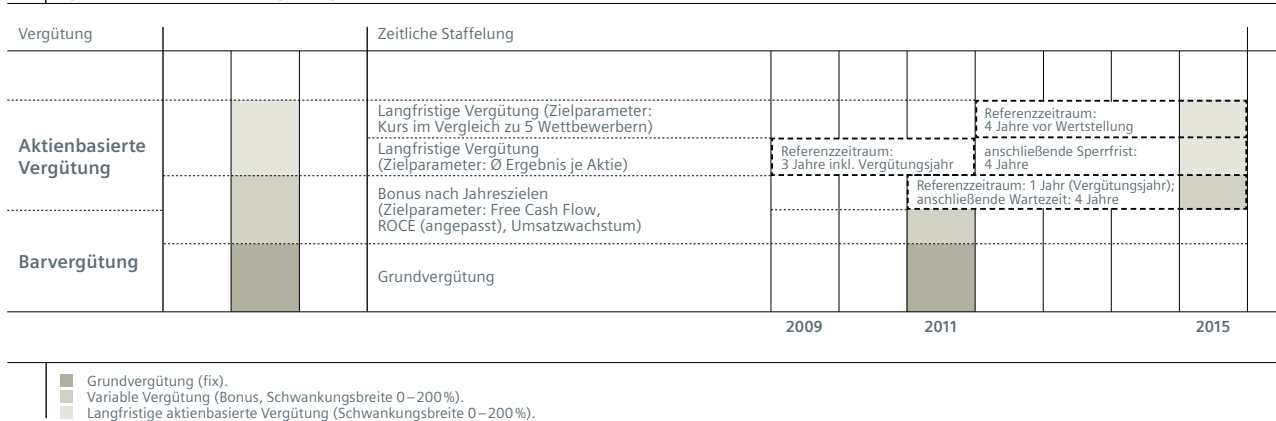 Vergütung
Zeitliche Staffelung
Aktienbasierte
Vergütung
Langfristige Vergütung (Zielparameter:
Kurs im Vergleich zu 5 Wettbewerbern)
Referenzzeitraum:
4 Jahre vor Wertstellung
Langfristige Vergütung
(Zielparameter: Ø Ergebnis je Aktie)
Referenzzeitraum:
3 Jahre inkl. Vergütungsjahr
anschließende Sperrfrist:
4 Jahre
Bonus nach Jahreszielen
(Zielparameter: Free Cash Flow,
ROCE (angepasst), Umsatzwachstum)
Referenzzeitraum: 1 Jahr (Vergütungsjahr);
anschließende Wartezeit: 4 Jahre
Barvergütung
Grundvergütung
2009
2011
2015
Grundvergütung (fix).
Variable Vergütung (Bonus, Schwankungsbreite 0–200%).
Langfristige aktienbasierte Vergütung (Schwankungsbreite 0–200%).